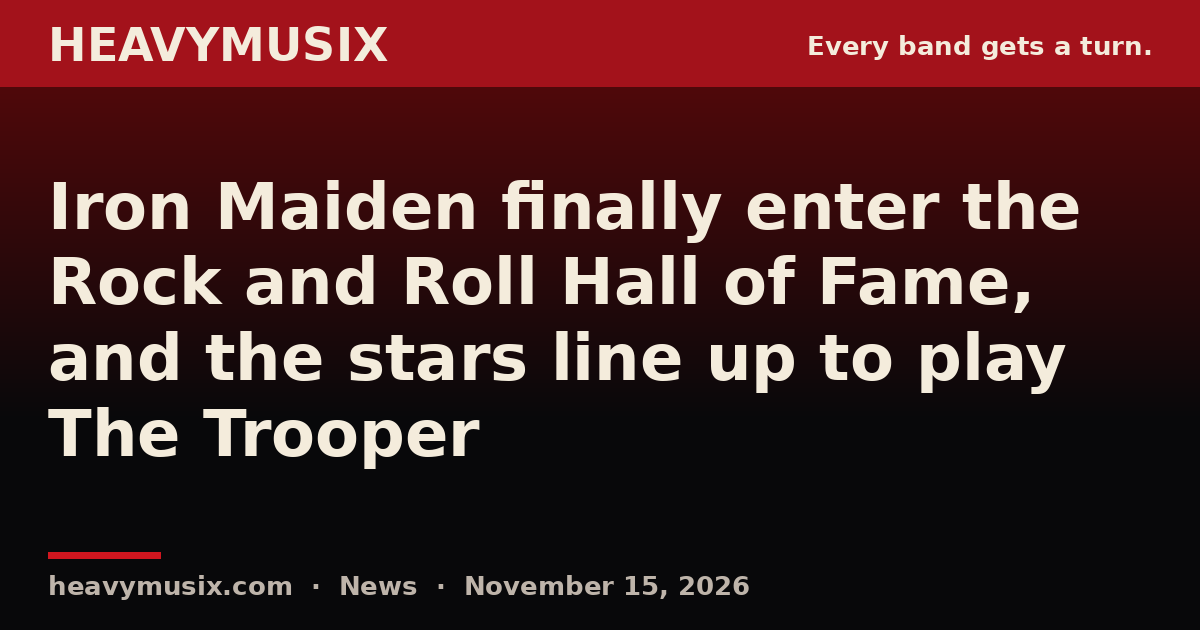 HEAVYMUSIX
Every band gets a turn.
Iron Maiden finally enter the
Rock and Roll Hall of Fame,
and the stars line up to play
The Trooper
heavymusix.com · News · November 15, 2026